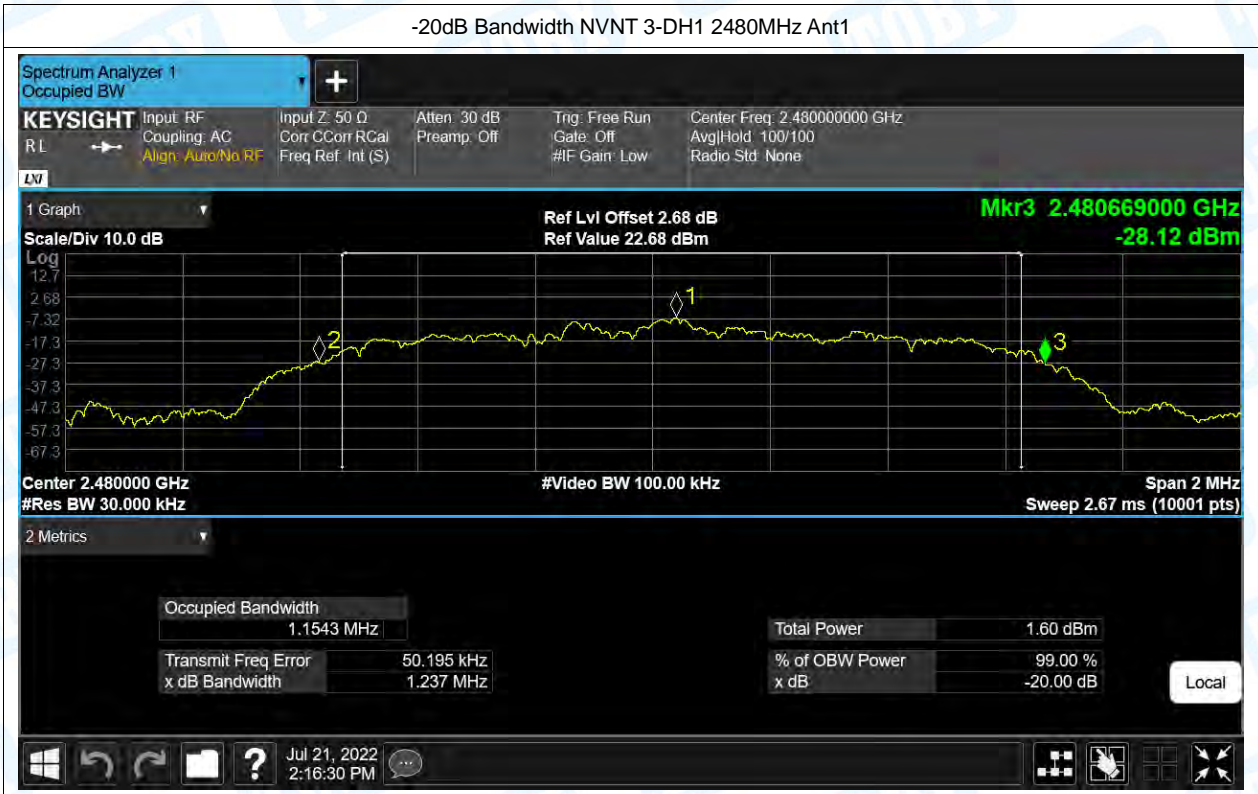 -20dB Bandwidth NVNT 3-DH1 2480MHz Ant1
Spectrum Analyzer 1
Occupied BW
+
KEYSIGHT
R L
LXI
Input: RF
Coupling: AC
Align: Auto/No RF
Input Z: 50 Ω
Corr CCorr RCal
Freq Ref: Int (S)
Atten: 30 dB
Preamp: Off
Trig: Free Run
Gate: Off
#IF Gain: Low
Center Freq: 2.480000000 GHz
Avg|Hold: 100/100
Radio Std: None
1 Graph
Scale/Div 10.0 dB
Ref Lvl Offset 2.68 dB
Ref Value 22.68 dBm
Mkr3 2.480669000 GHz
-28.12 dBm
Log
12.7
2.68
-7.32
-17.3
-27.3
-37.3
-47.3
-57.3
-67.3
1
2
3
Center 2.480000 GHz
#Video BW 100.00 kHz
Span 2 MHz
#Res BW 30.000 kHz
Sweep 2.67 ms (10001 pts)
2 Metrics
Occupied Bandwidth
1.1543 MHz
Transmit Freq Error 50.195 kHz
x dB Bandwidth 1.237 MHz
Total Power 1.60 dBm
% of OBW Power 99.00 %
x dB -20.00 dB
Local
?
Jul 21, 2022
2:16:30 PM